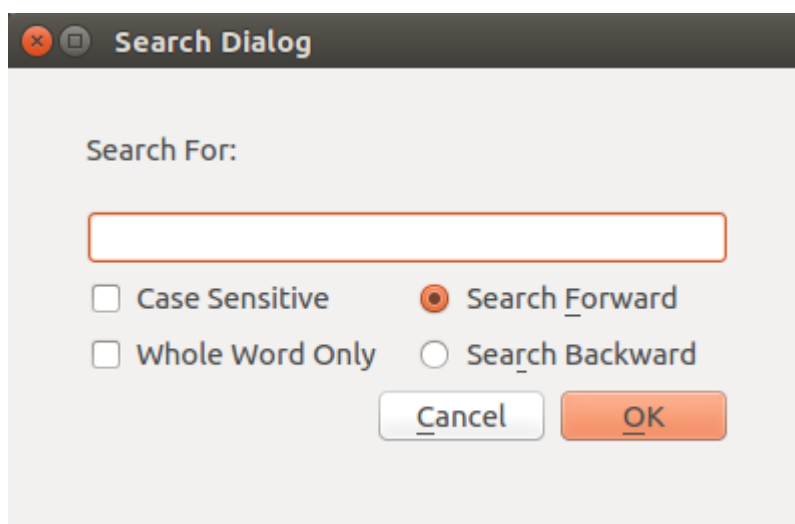 Search Dialog
Search For:
Case Sensitive Search Forward
Whole Word Only Search Backward
Cancel OK